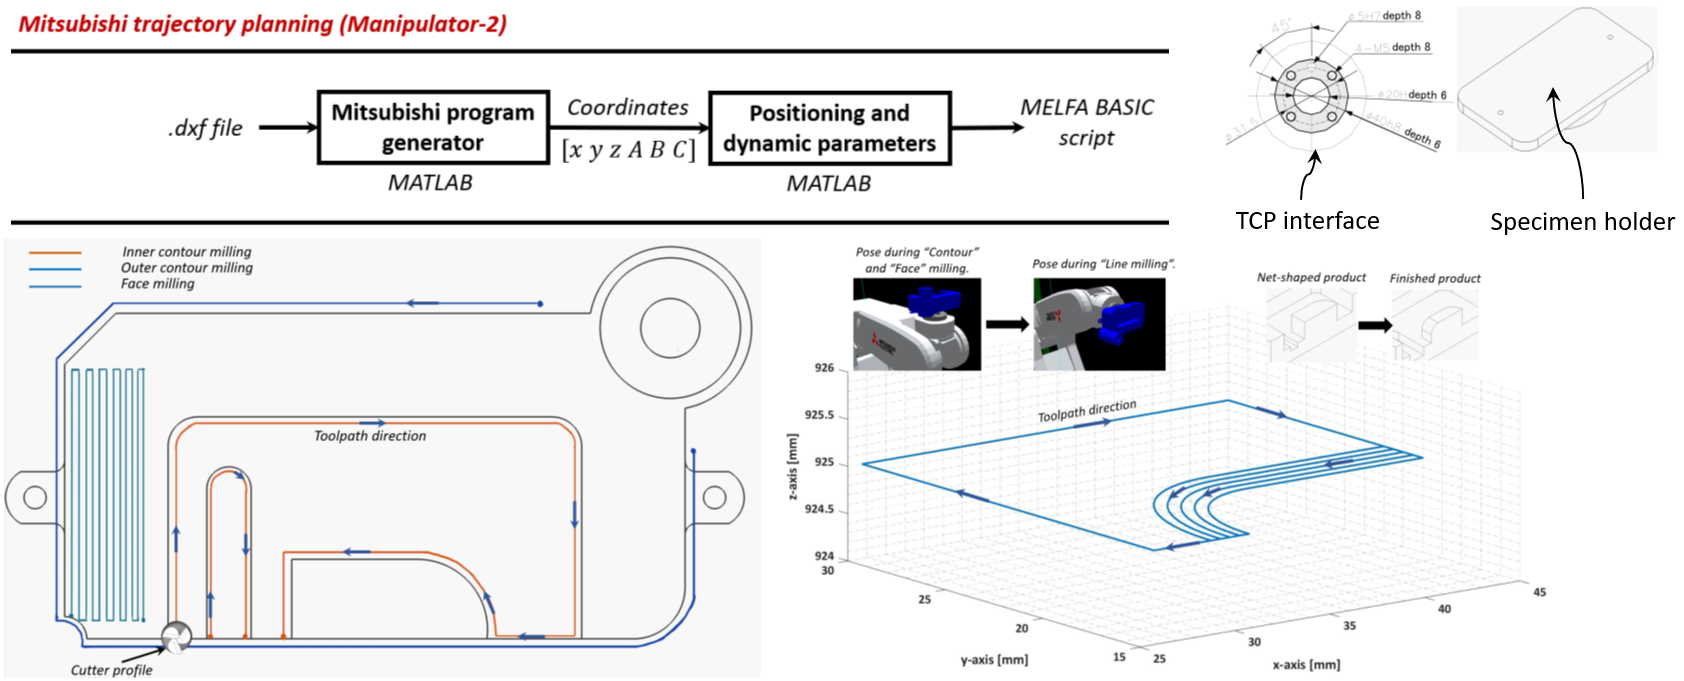 Mitsubishi trajectory planning (Manipulator-2)
.dxf file
Mitsubishi program
generator
MATLAB
Coordinates
[x y z A B C]
Positioning and
dynamic parameters
MATLAB
MELFA BASIC
script
45°
ϕ5H7 depth 8
4-M5 depth 8
depth 6
ϕ31.5
ϕ40h8 depth 6
TCP interface
Specimen holder
Inner contour milling
Outer contour milling
Face milling
Toolpath direction
Cutter profile
Pose during “Contour”
and “Face” milling.
Pose during “Line milling”.
Net-shaped product
Finished product
Toolpath direction
z-axis [mm]
926
925.5
925
924.5
924
30
25
20
15
y-axis [mm]
25
30
35
40
45
x-axis [mm]